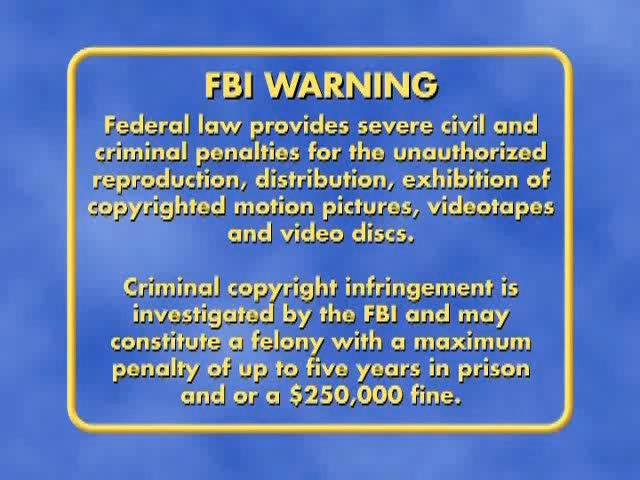 FBI WARNING
Federal law provides severe civil and
criminal penalties for the unauthorized
reproduction, distribution, exhibition of
copyrighted motion pictures, videotapes
and video discs.
Criminal copyright infringement is
investigated by the FBI and may
constitute a felony with a maximum
penalty of up to five years in prison
and or a $250,000 fine.